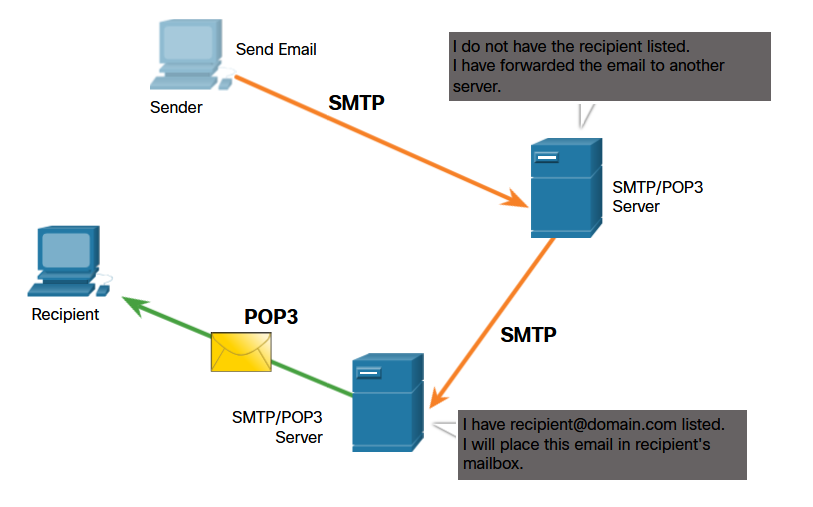 Send Email
Sender
SMTP
I do not have the recipient listed.
I have forwarded the email to another
server.
SMTP/POP3
Server
Recipient
POP3
SMTP
SMTP/POP3
Server
I have recipient@domain.com listed.
I will place this email in recipient's
mailbox.